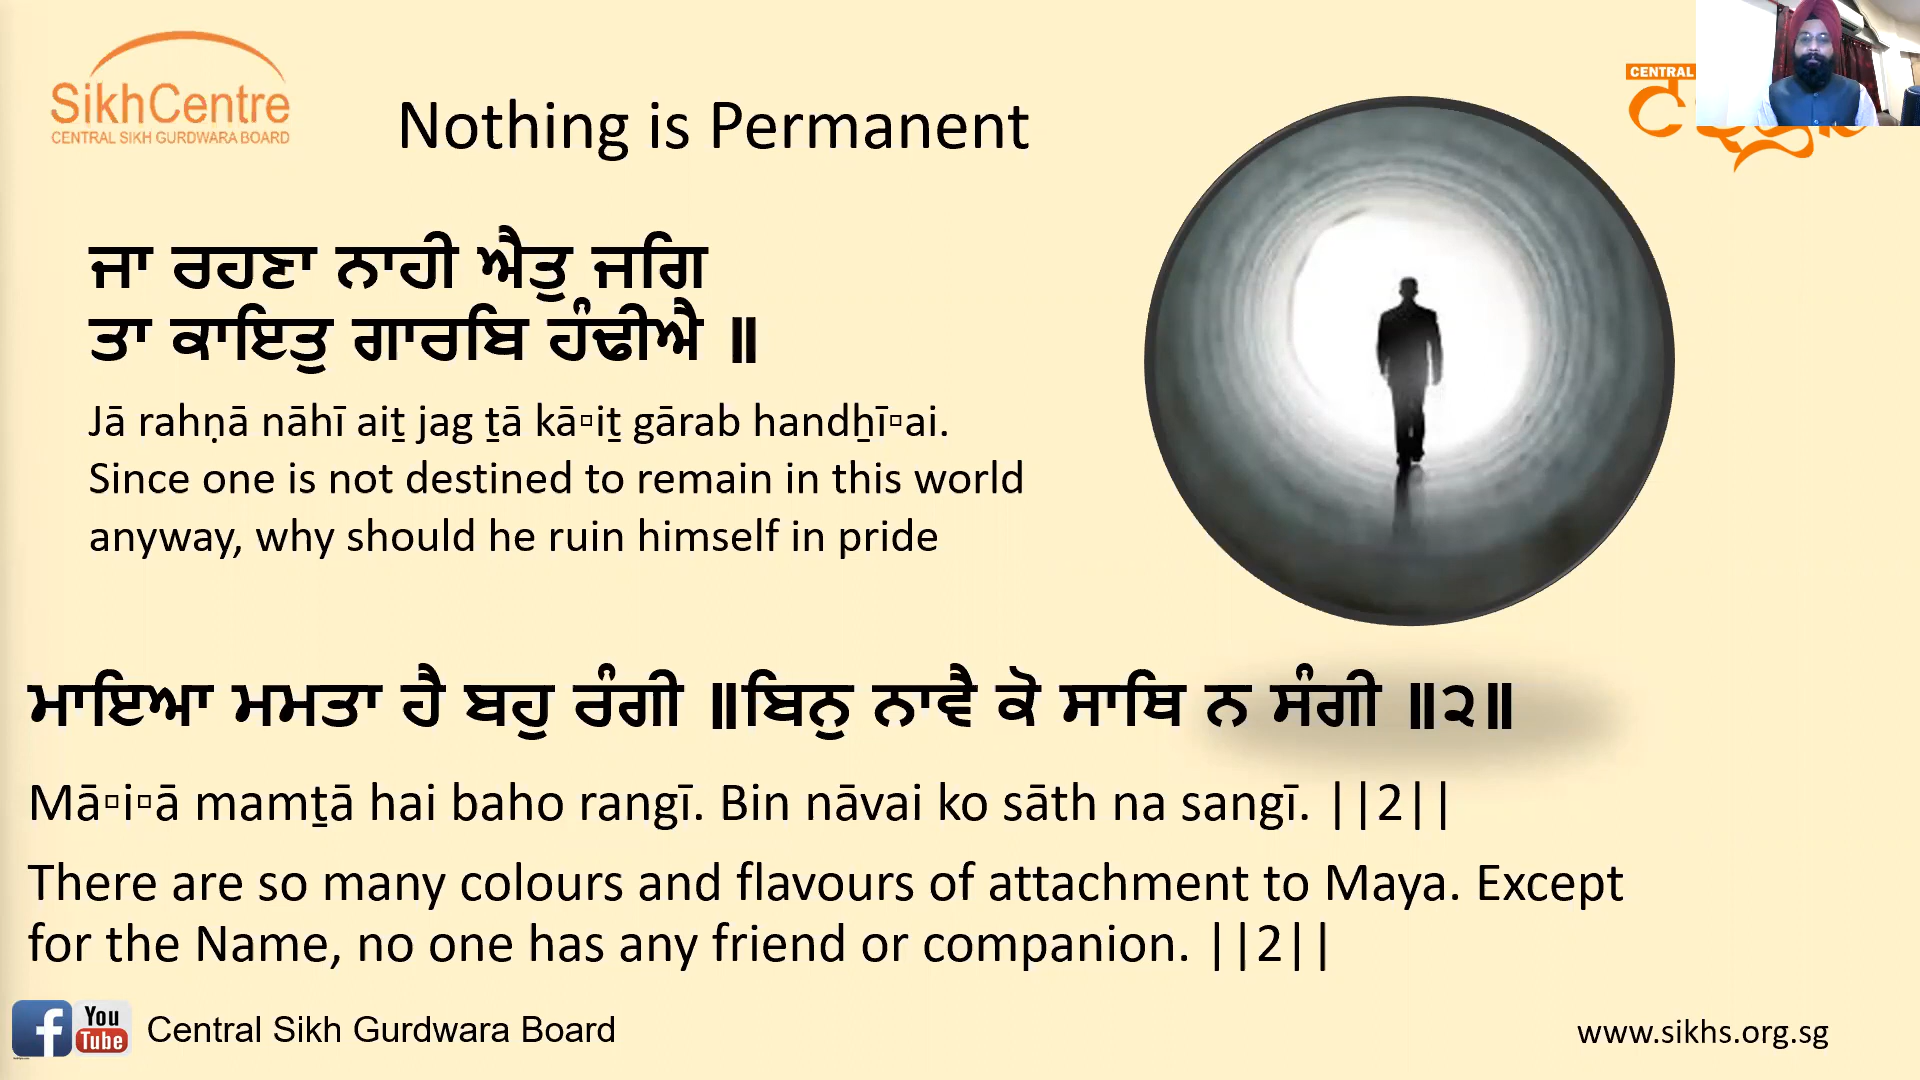 SikhCentre
CENTRAL SIKH GURDWARA BOARD
Nothing is Permanent
CENTRAL
ਜਾ ਰਹਣਾ ਨਾਹੀ ਐਤੁ ਜਗਿ
ਤਾ ਕਾਇਤੁ ਗਾਰਬਿ ਹੰਢੀਐ ॥
Jā rahṇā nāhī aiṯ jag ṯā kā▫iṯ gārab handẖī▫ai.
Since one is not destined to remain in this world
anyway, why should he ruin himself in pride
ਮਾਇਆ ਮਮਤਾ ਹੈ ਬਹੁ ਰੰਗੀ ॥ਬਿਨੁ ਨਾਵੈ ਕੋ ਸਾਥਿ ਨ ਸੰਗੀ ॥੨॥
Mā▫i▫ā mamṯā hai baho rangī. Bin nāvai ko sāth na sangī. ||2||
There are so many colours and flavours of attachment to Maya. Except
for the Name, no one has any friend or companion. ||2||
f You Tube Central Sikh Gurdwara Board
www.sikhs.org.sg